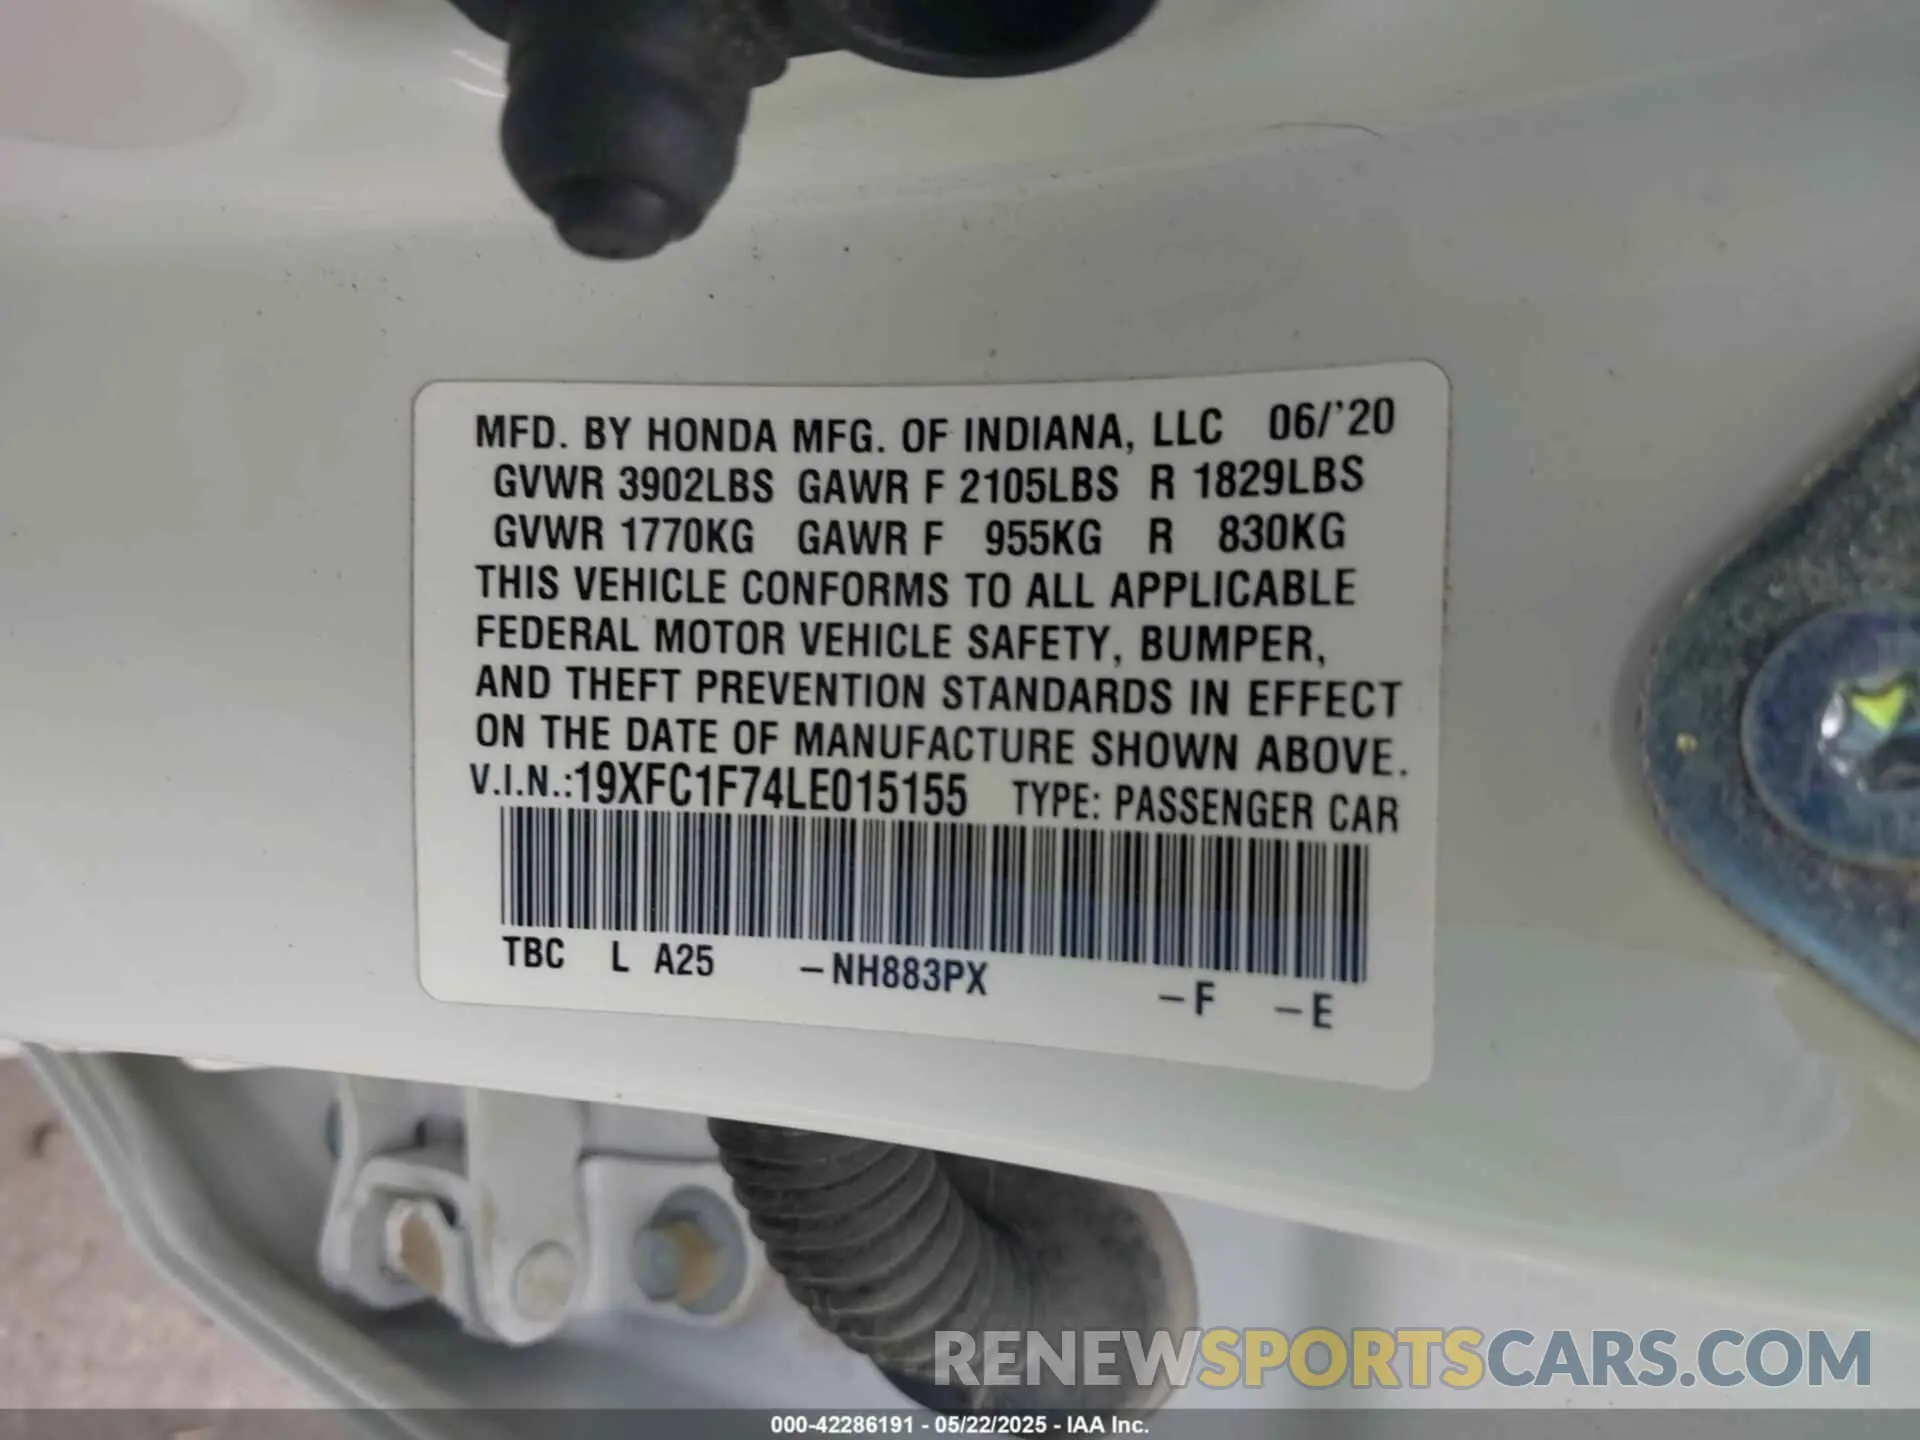 MFD. BY HONDA MFG. OF INDIANA, LLC 06/'20
GVWR 3902LBS GAWR F 2105LBS R 1829LBS
GVWR 1770KG GAWR F 955KG R 830KG
THIS VEHICLE CONFORMS TO ALL APPLICABLE
FEDERAL MOTOR VEHICLE SAFETY, BUMPER,
AND THEFT PREVENTION STANDARDS IN EFFECT
ON THE DATE OF MANUFACTURE SHOWN ABOVE.
V.I.N.:19XFC1F74LE015155 TYPE: PASSENGER CAR
TBC L A25 –NH883PX –F –E
RENEWSPORTSCARS.COM
000-42286191 - 05/22/2025 - IAA Inc.